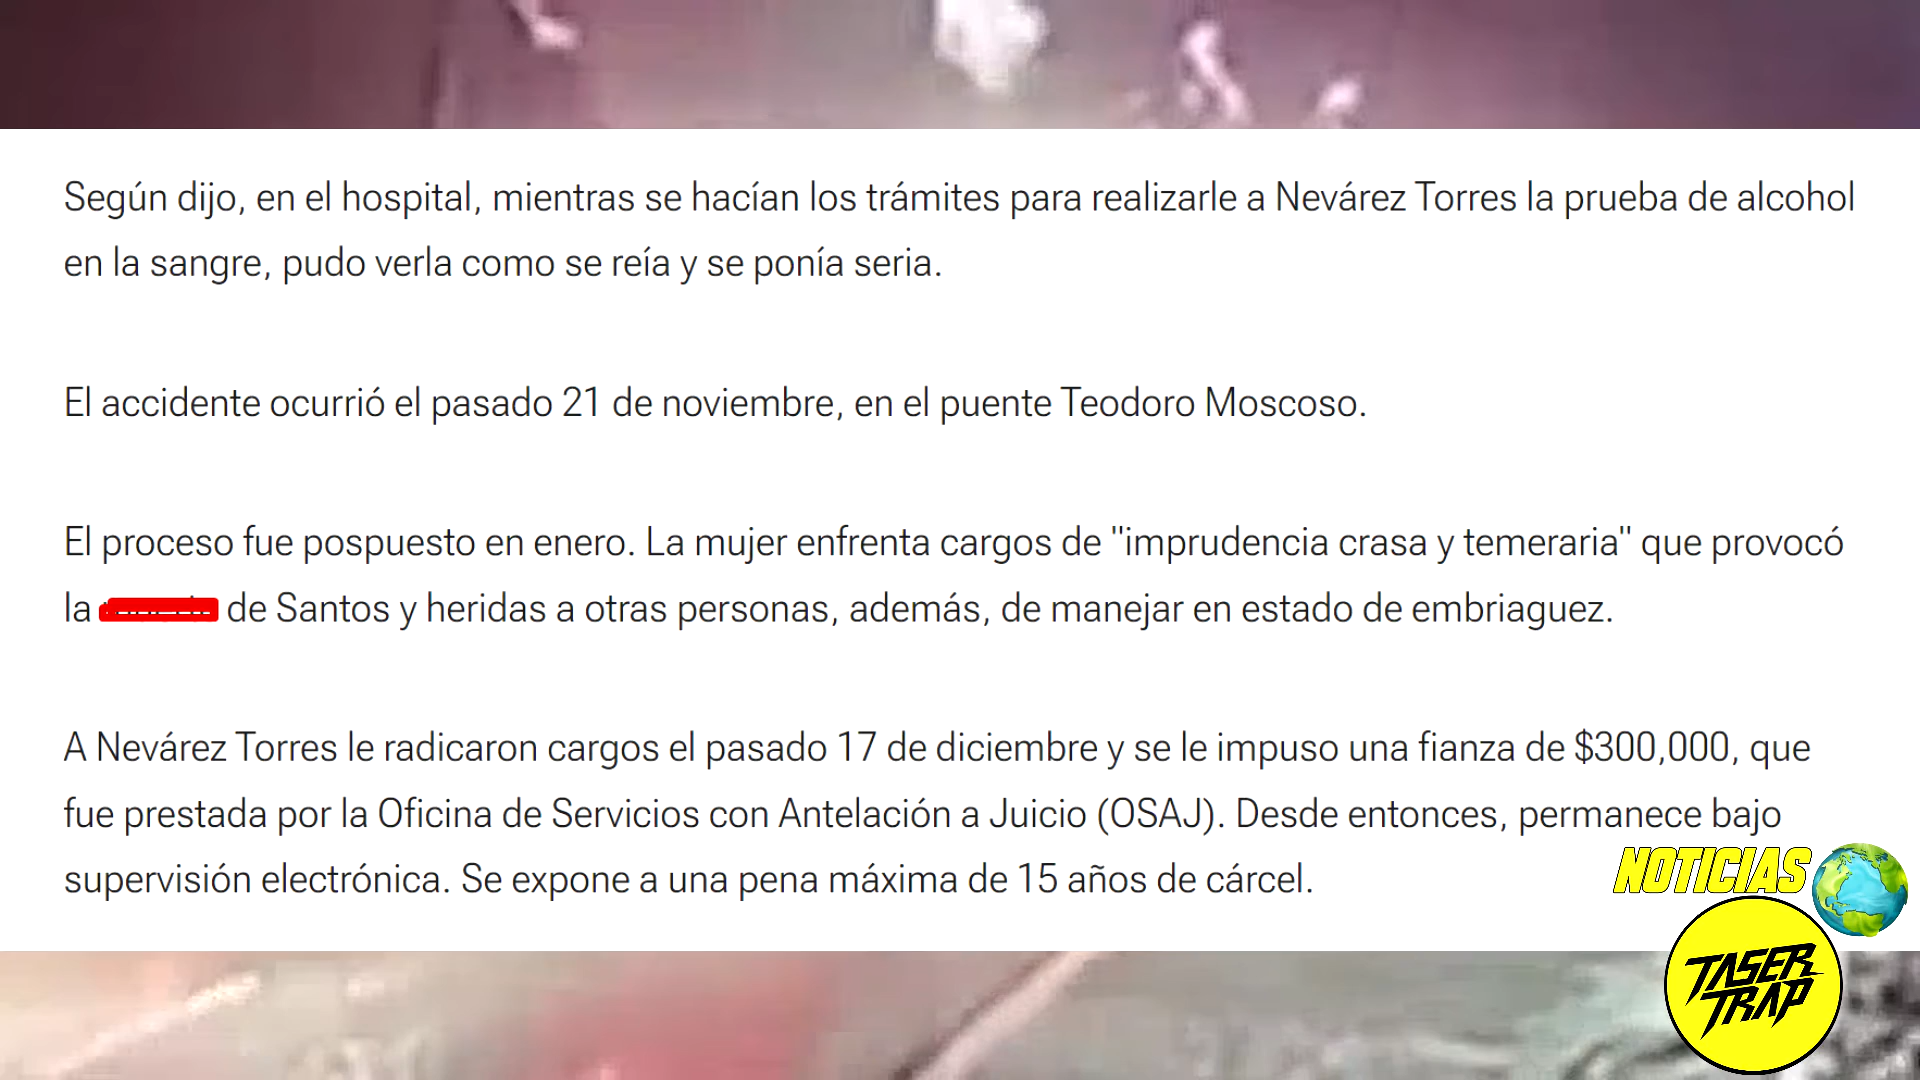 Según dijo, en el hospital, mientras se hacían los trámites para realizarle a Nevárez Torres la prueba de alcohol
en la sangre, pudo verla como se reía y se ponía seria.
El accidente ocurrió el pasado 21 de noviembre, en el puente Teodoro Moscoso.
El proceso fue pospuesto en enero. La mujer enfrenta cargos de "imprudencia crasa y temeraria" que provocó
la de Santos y heridas a otras personas, además, de manejar en estado de embriaguez.
A Nevárez Torres le radicaron cargos el pasado 17 de diciembre y se le impuso una fianza de $300,000, que
fue prestada por la Oficina de Servicios con Antelación a Juicio (OSAJ). Desde entonces, permanece bajo
supervisión electrónica. Se expone a una pena máxima de 15 años de cárcel.
NOTICIAS
TASER
TRAP